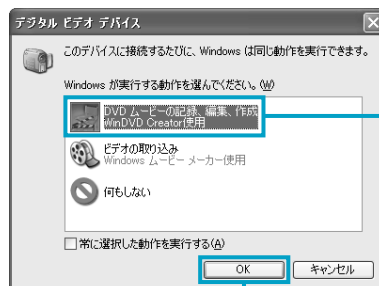 デジタル ビデオ デバイス
このデバイスに接続するたびに、Windows は同じ動作を実行できます。
Windows が実行する動作を選んでください。(W)
DVD ムービーの記録、編集、作成
WinDVD Creator使用
ビデオの取り込み
Windows ムービー メーカー使用
何もしない
常に選択した動作を実行する(A)
OK
キャンセル